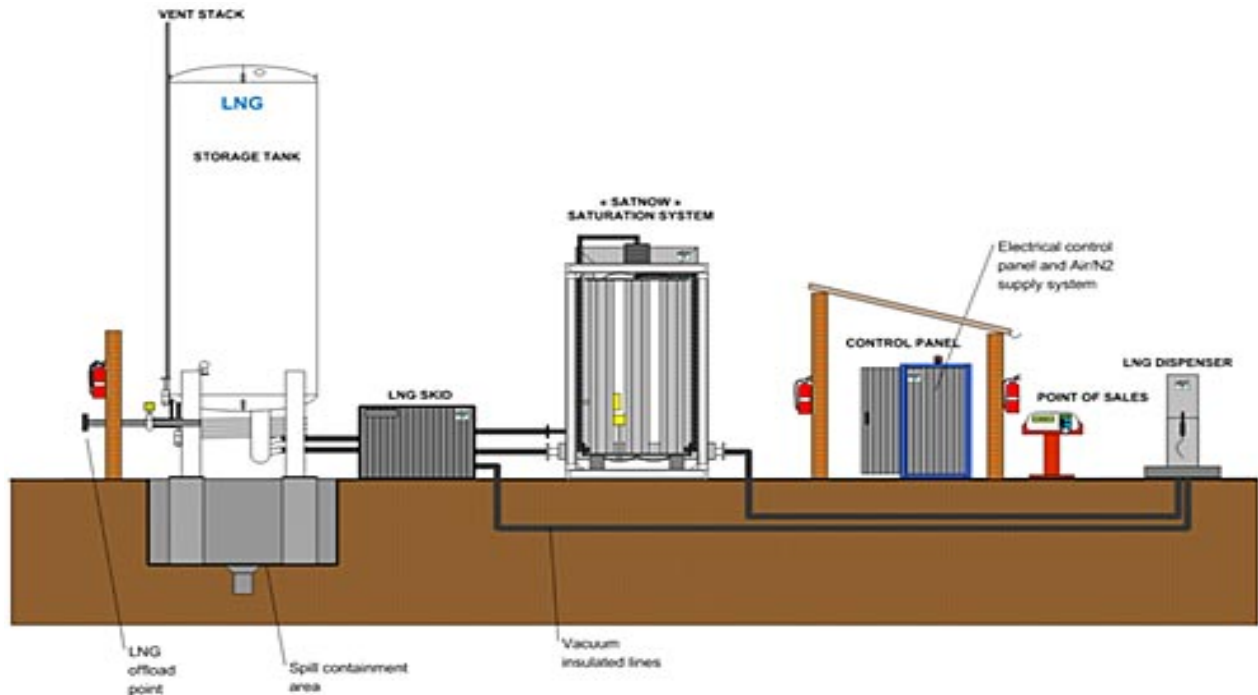 VENT STACK
LNG
STORAGE TANK
« SATNOW »
SATURATION SYSTEM
Electrical control
panel and Air/N2
supply system
CONTROL PANEL
LNG DISPENSER
LNG SKID
POINT OF SALES
LNG
offload
point
Spill containment
area
Vacuum
insulated lines